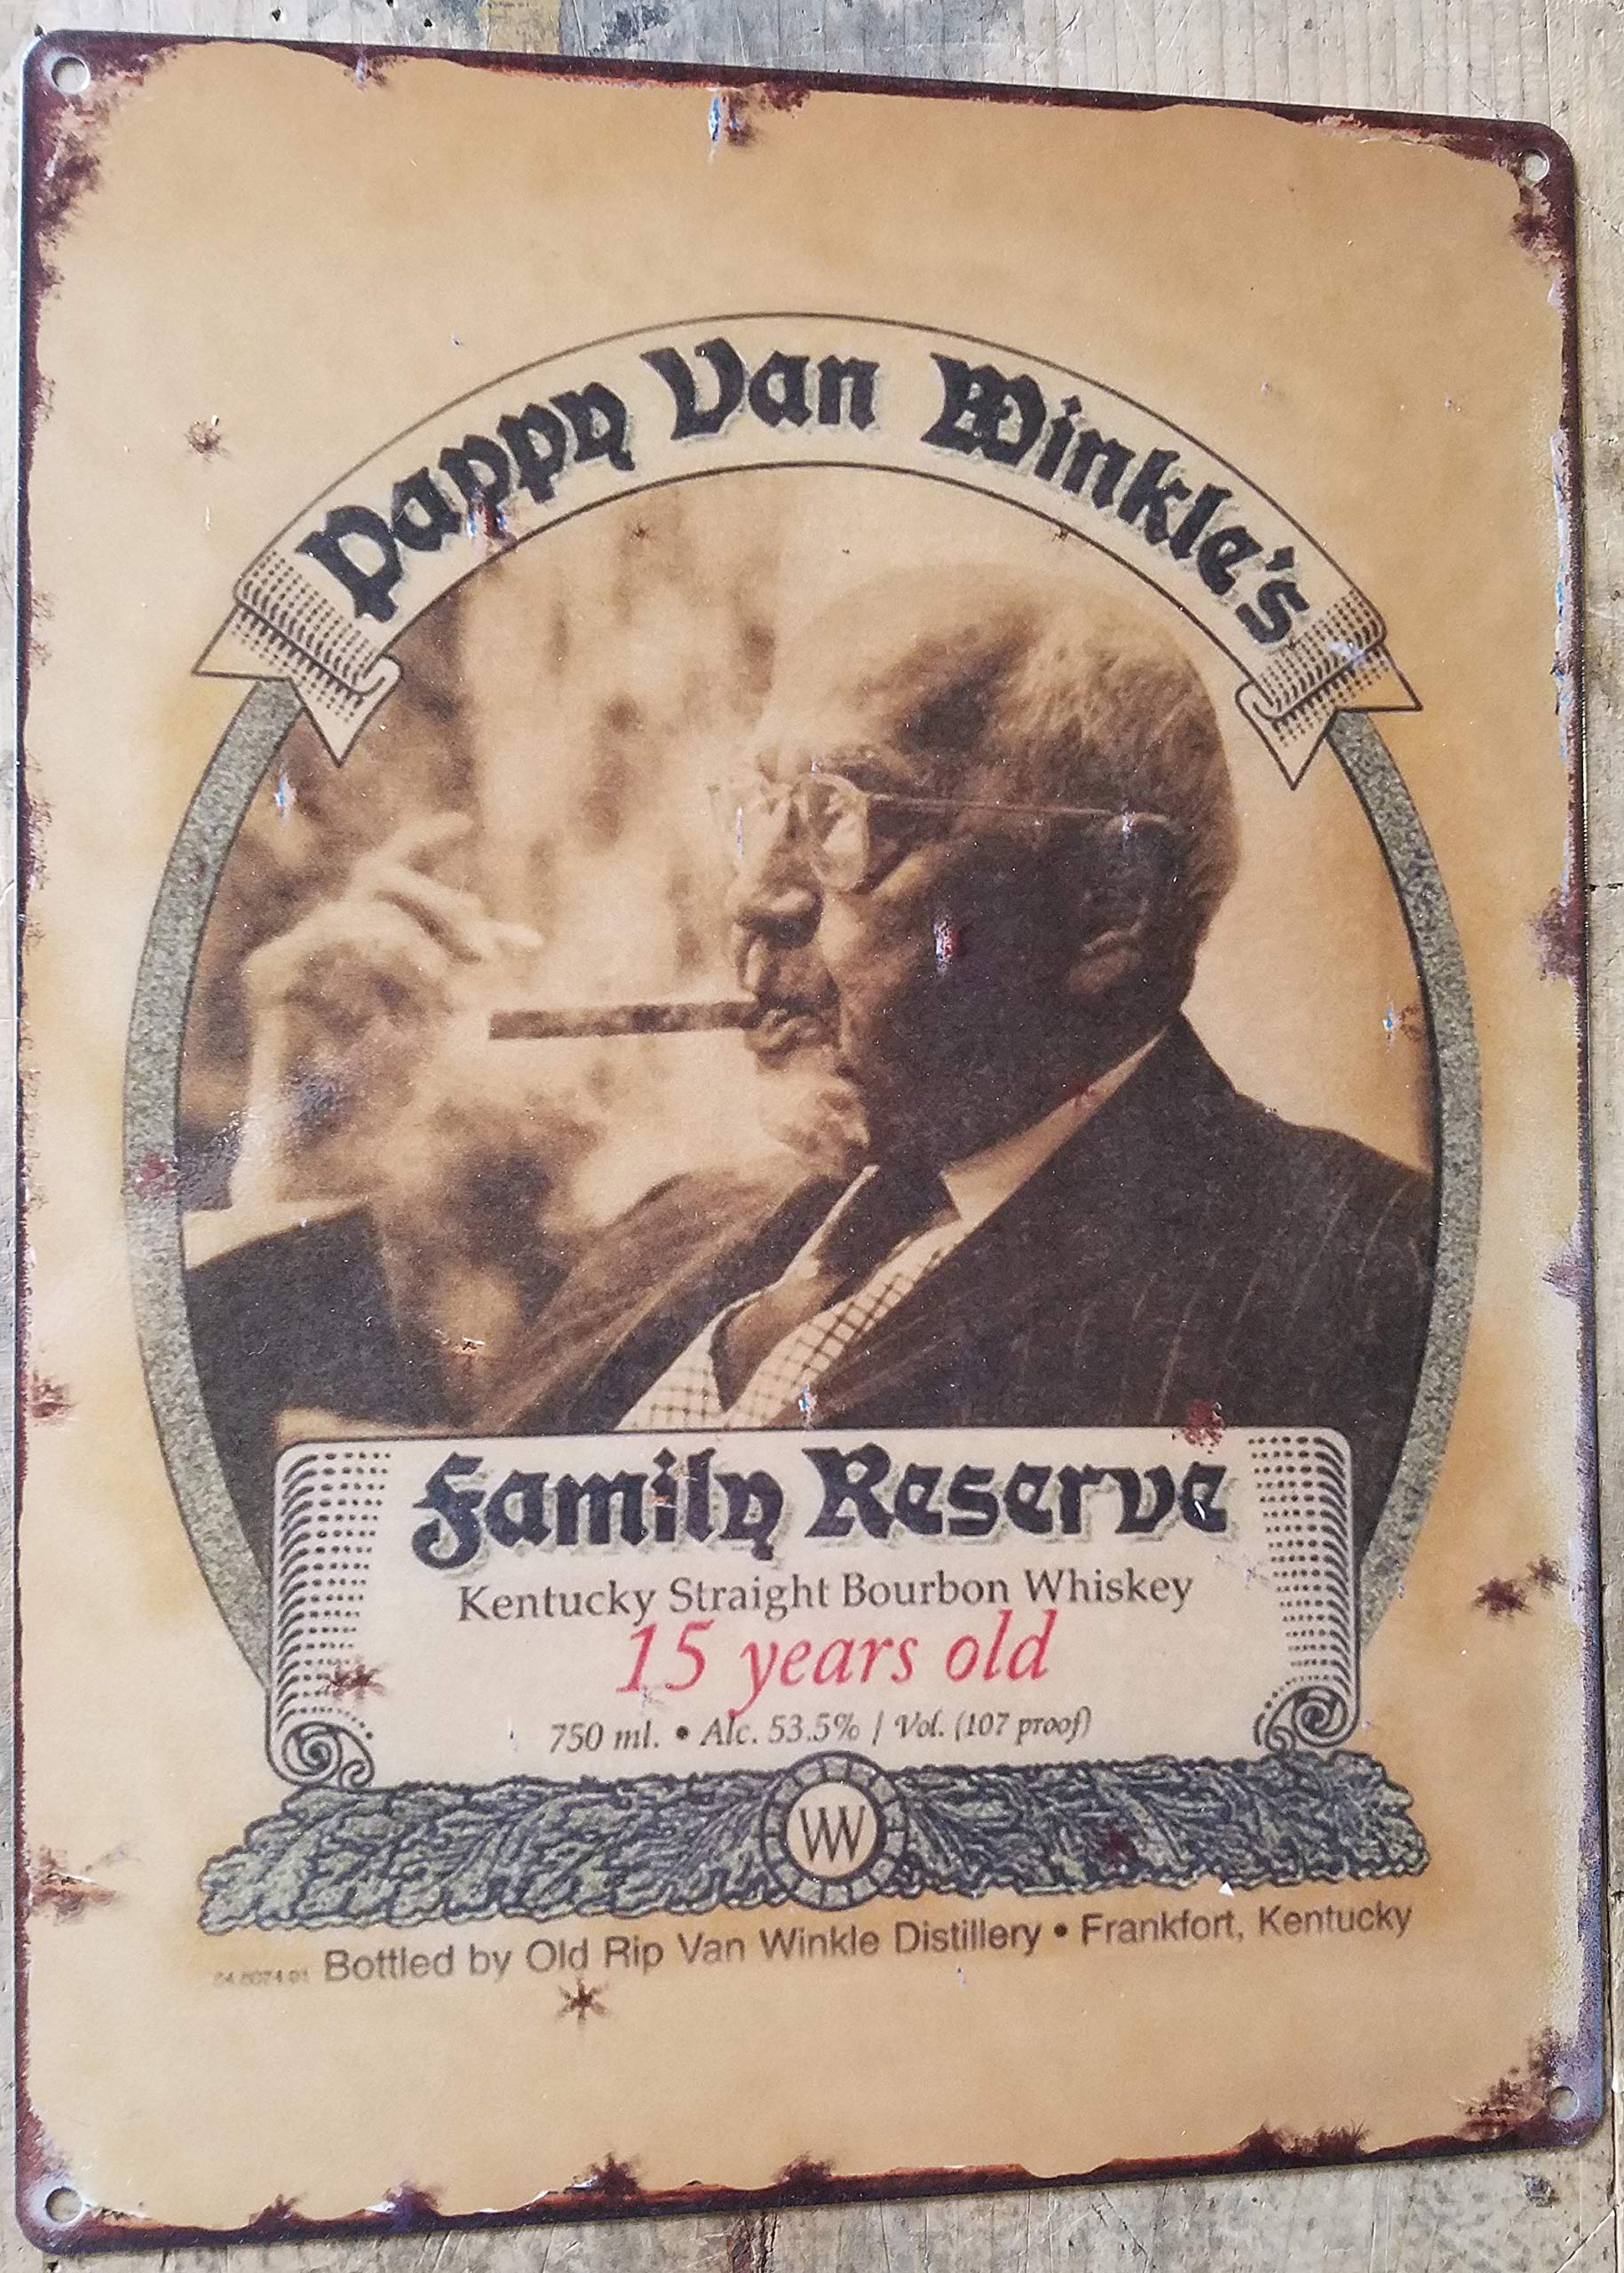 Pappy Van Winkle's
Family Reserve
Kentucky Straight Bourbon Whiskey
15 years old
750 ml. • Alc. 53.5% / Vol. (107 proof)
VVW
Bottled by Old Rip Van Winkle Distillery • Frankfort, Kentucky